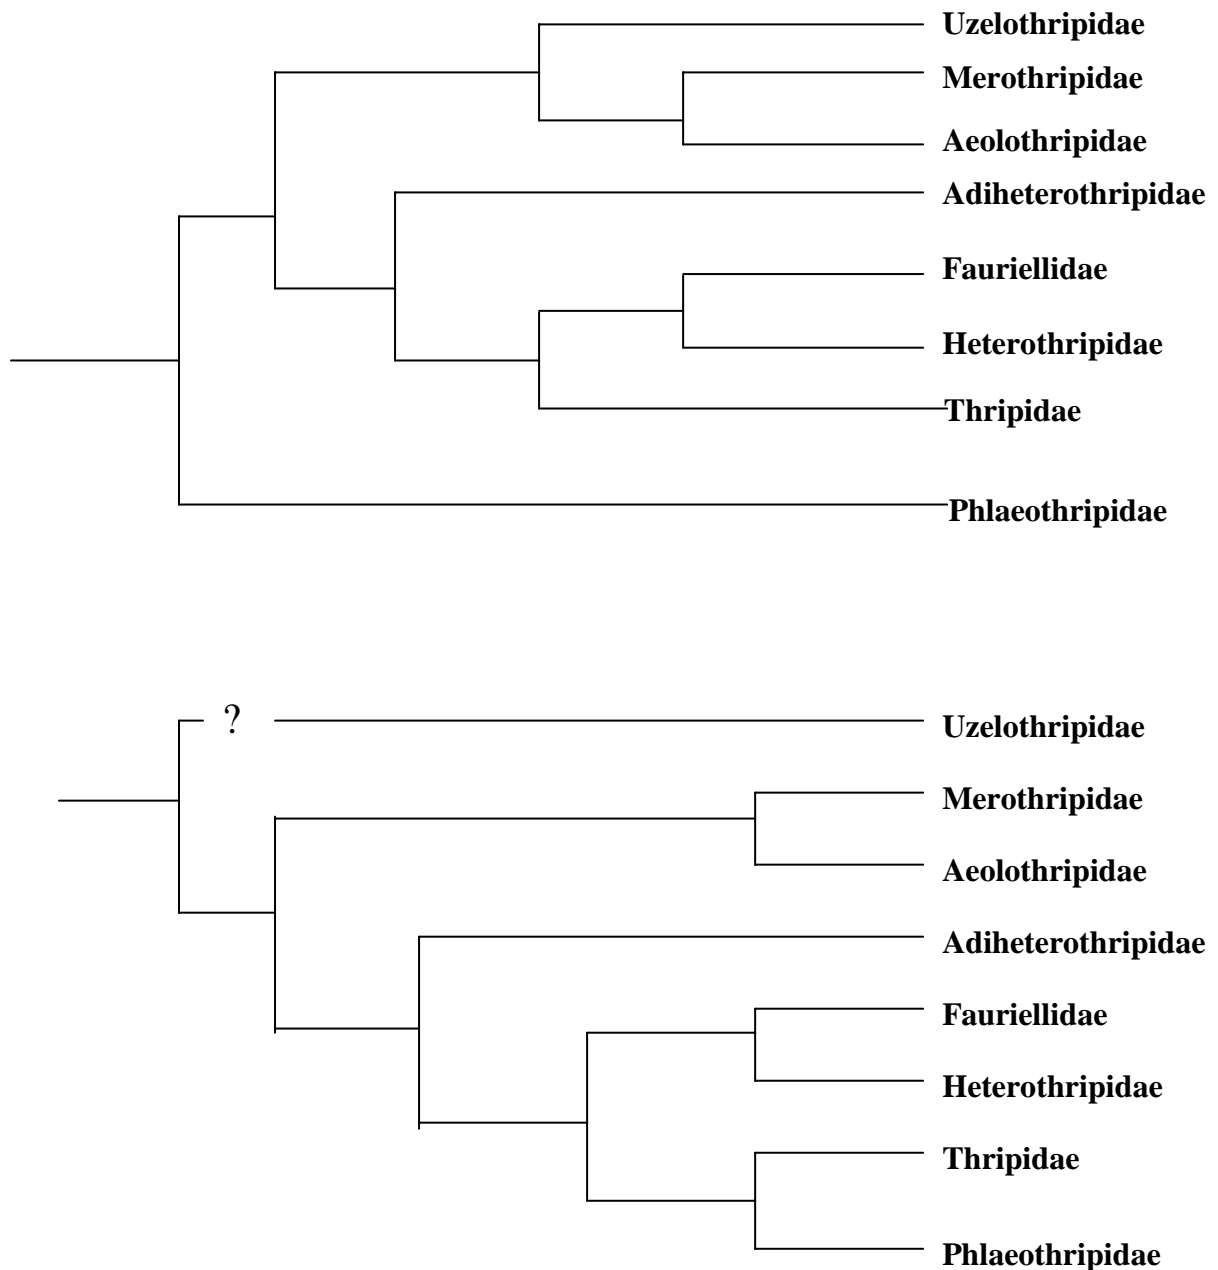 Uzelothripidae
Merothripidae
Aeolothripidae
Adiheterothripidae
Fauriellidae
Heterothripidae
Thripidae
Phlaeothripidae
?
Uzelothripidae
Merothripidae
Aeolothripidae
Adiheterothripidae
Fauriellidae
Heterothripidae
Thripidae
Phlaeothripidae